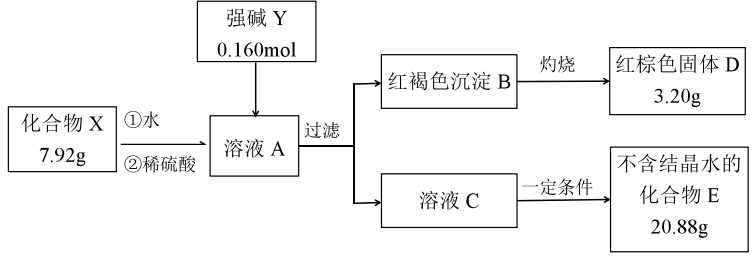 强碱 Y
0.160mol
化合物 X
7.92g
①水
②稀硫酸
溶液 A
过滤
红褐色沉淀 B
灼烧
红棕色固体 D
3.20g
溶液 C
一定条件
不含结晶水的
化合物 E
20.88g